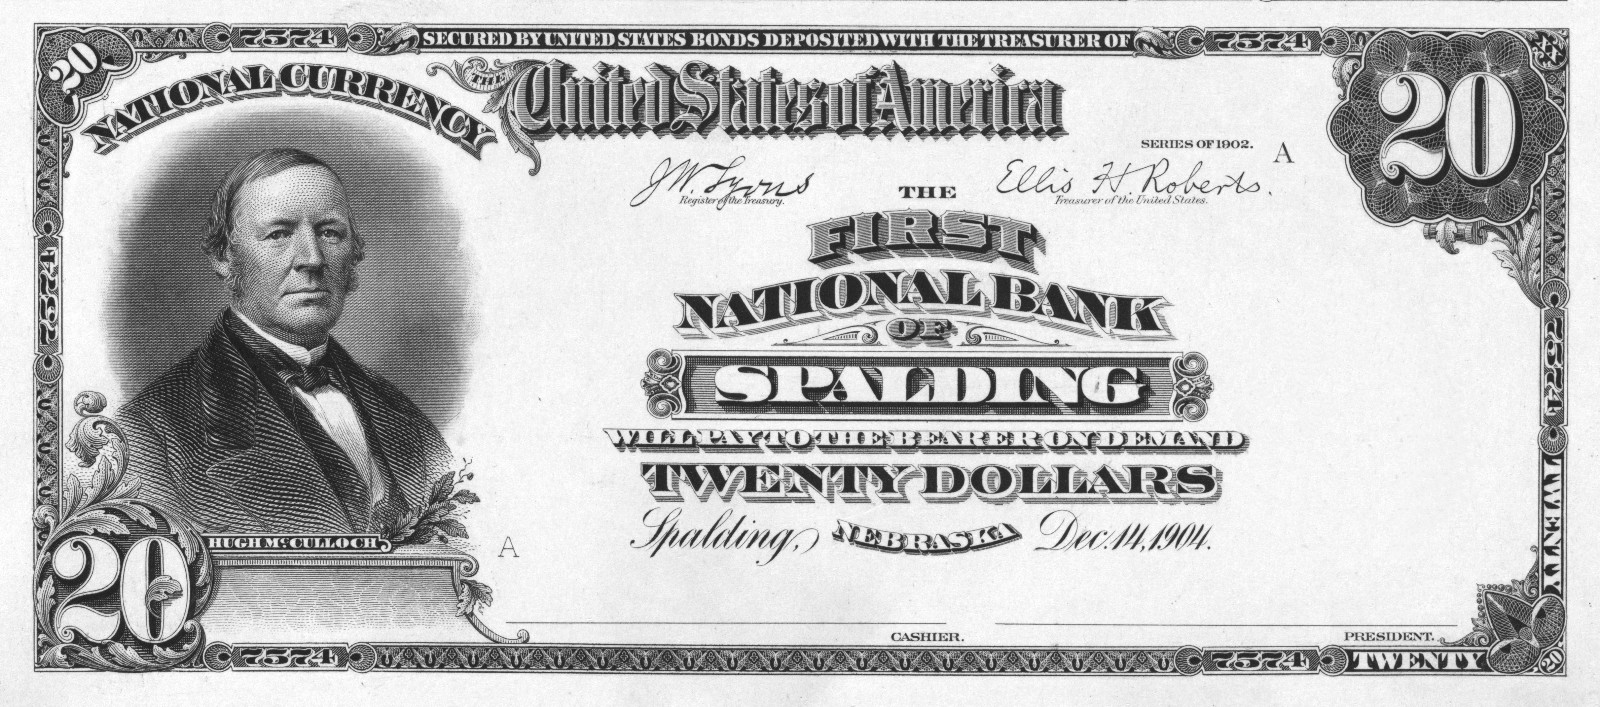 7574 SECURED BY UNITED STATES BONDS DEPOSITED WITH THE TREASURER OF 7574
20 NATIONAL CURRENCY THE United States of America 20
SERIES OF 1902. A
J.W. Lyons Ellis H. Roberts.
Register of the Treasury. THE Treasurer of the United States.
FIRST
NATIONAL BANK
OF
SPALDING
WILL PAY TO THE BEARER ON DEMAND
TWENTY DOLLARS
Spalding, NEBRASKA Dec. 14, 1904.
HUGH McCULLOCH
A
20
CASHIER. PRESIDENT.
7574 7574 TWENTY 20
7574
7574
TWENTY